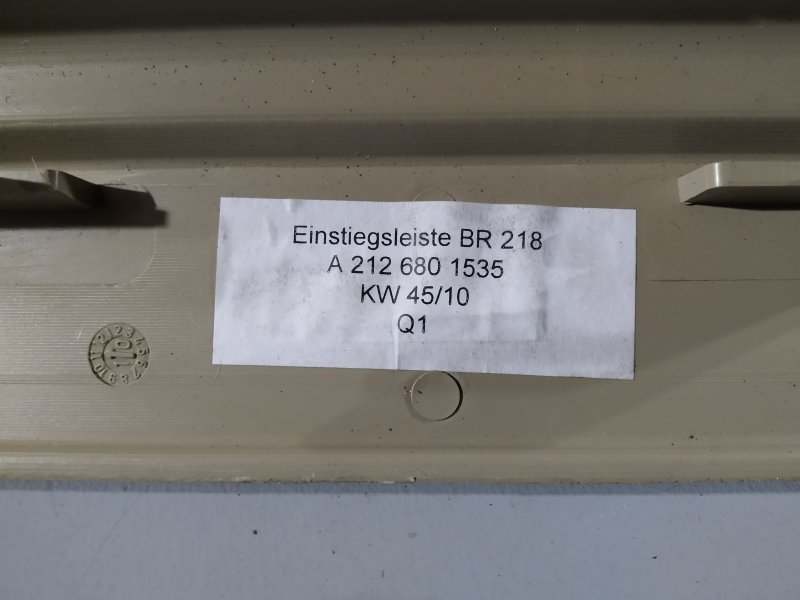 Einstiegsleiste BR 218
A 212 680 1535
KW 45/10
Q1